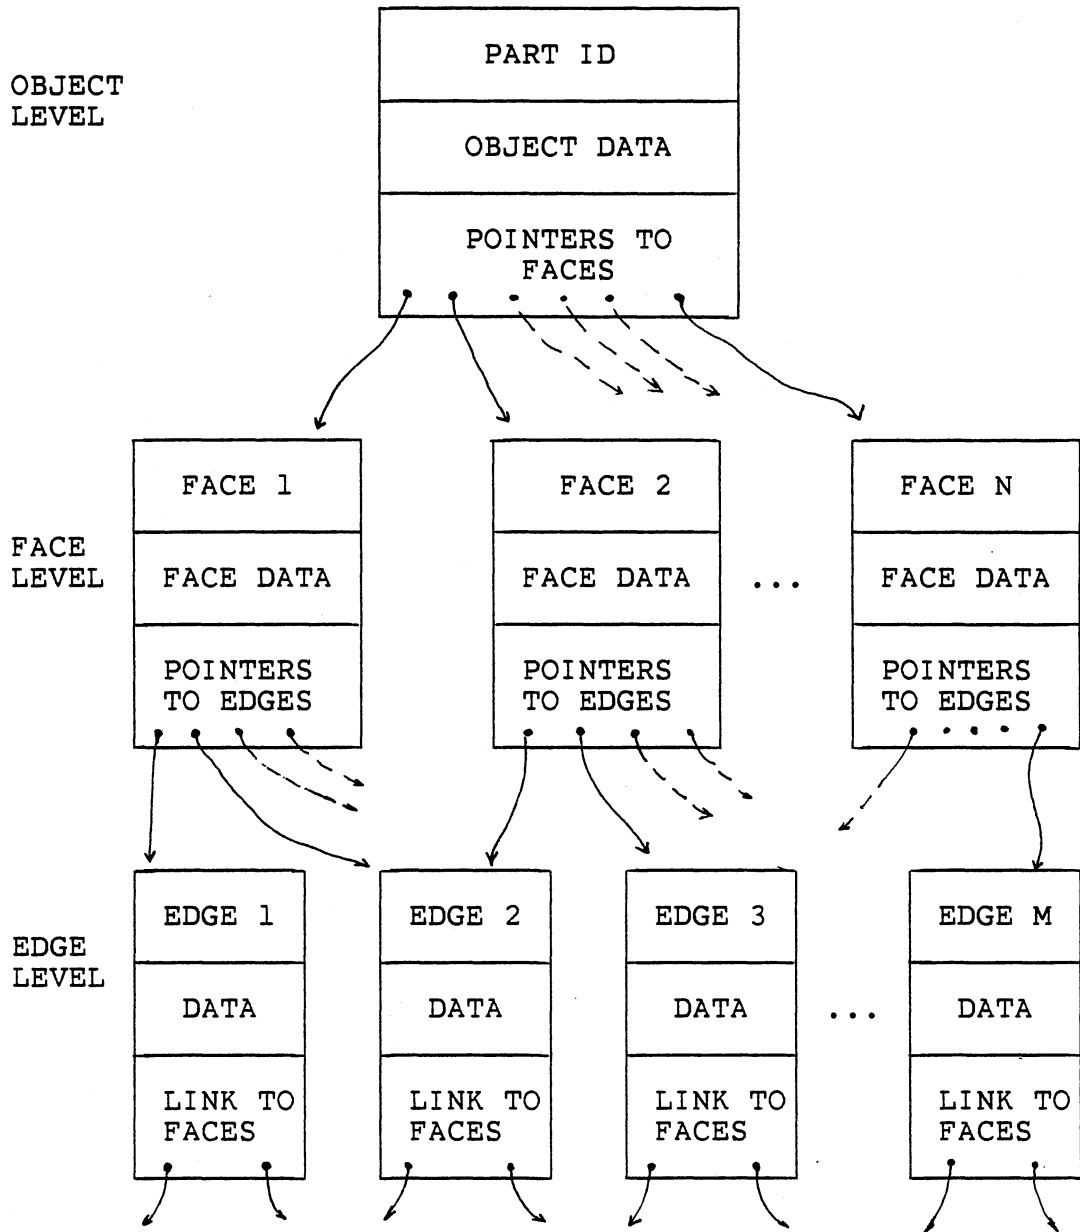 OBJECT
LEVEL
PART ID
OBJECT DATA
POINTERS TO
FACES
FACE
LEVEL
FACE 1
FACE DATA
POINTERS
TO EDGES
FACE 2
FACE DATA
POINTERS
TO EDGES
...
FACE N
FACE DATA
POINTERS
TO EDGES
EDGE
LEVEL
EDGE 1
DATA
LINK TO
FACES
EDGE 2
DATA
LINK TO
FACES
EDGE 3
DATA
LINK TO
FACES
...
EDGE M
DATA
LINK TO
FACES